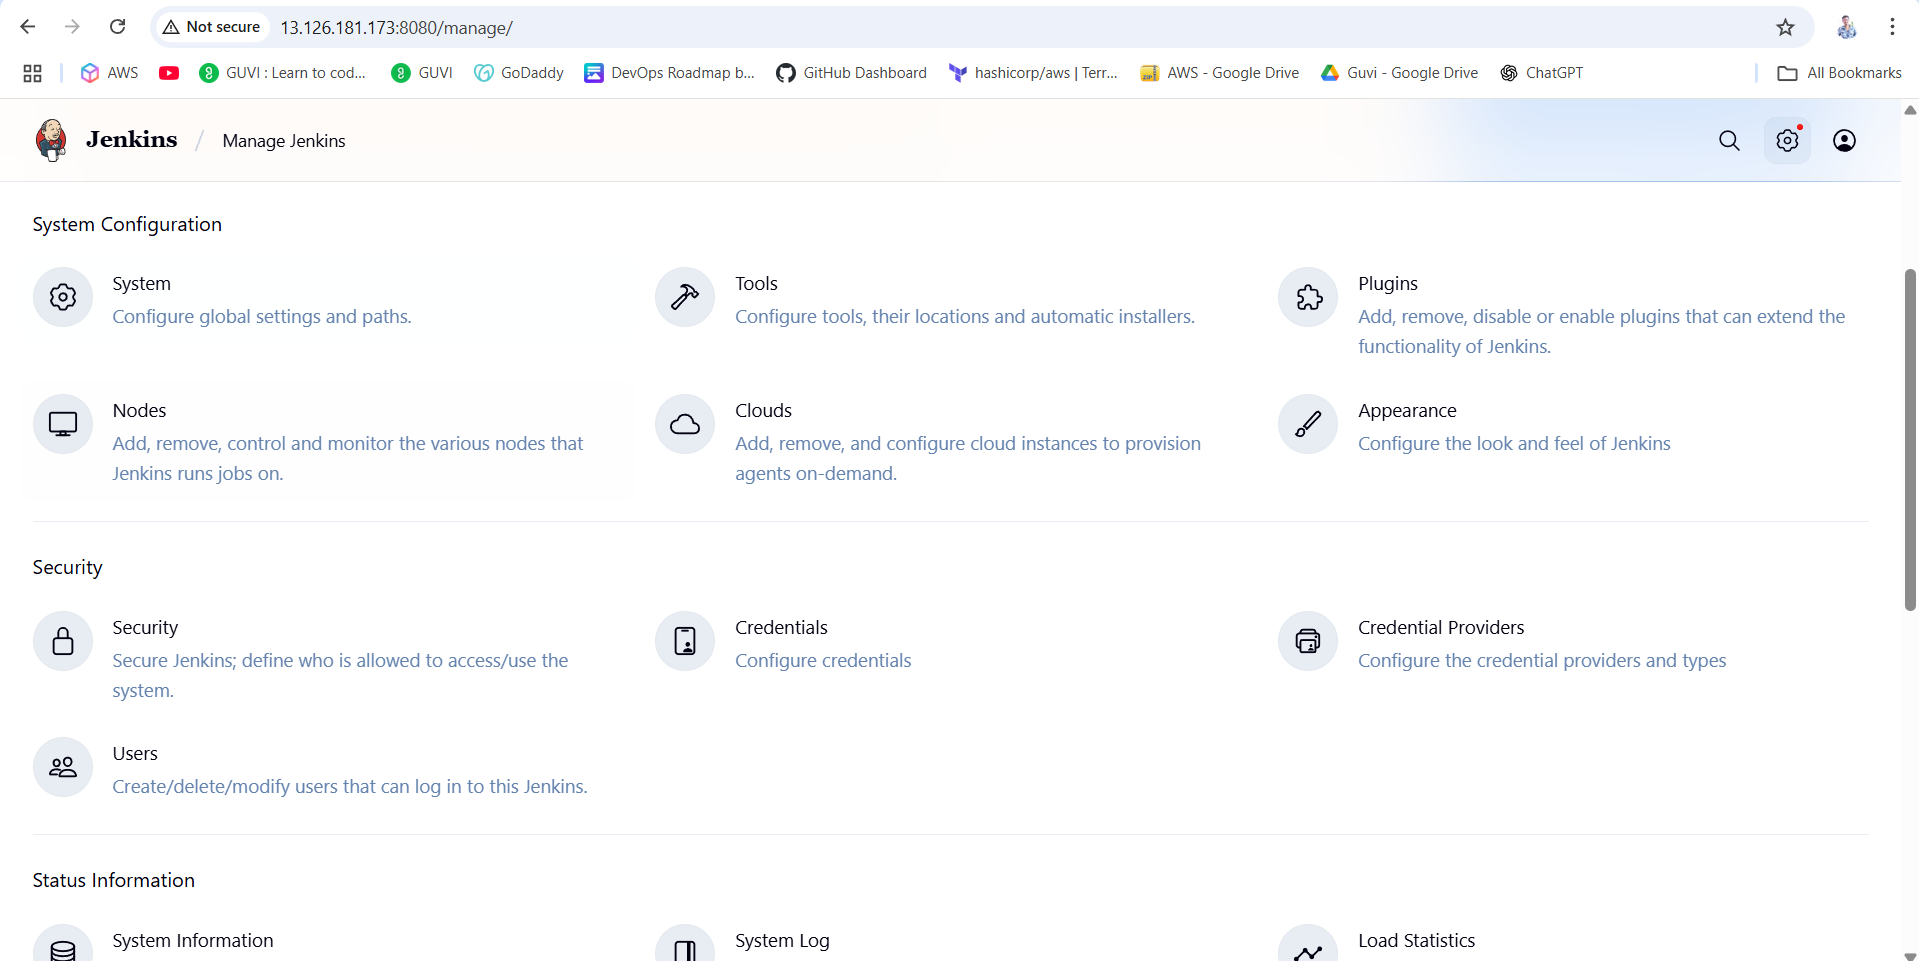 Not secure 13.126.181.173:8080/manage/
AWS GUVI : Learn to cod... GUVI GoDaddy DevOps Roadmap b... GitHub Dashboard hashicorp/aws | Terr... AWS - Google Drive Guvi - Google Drive ChatGPT All Bookmarks
Jenkins / Manage Jenkins
System Configuration
System
Configure global settings and paths.
Tools
Configure tools, their locations and automatic installers.
Plugins
Add, remove, disable or enable plugins that can extend the
functionality of Jenkins.
Nodes
Add, remove, control and monitor the various nodes that
Jenkins runs jobs on.
Clouds
Add, remove, and configure cloud instances to provision
agents on-demand.
Appearance
Configure the look and feel of Jenkins
Security
Security
Secure Jenkins; define who is allowed to access/use the
system.
Credentials
Configure credentials
Credential Providers
Configure the credential providers and types
Users
Create/delete/modify users that can log in to this Jenkins.
Status Information
System Information
System Log
Load Statistics